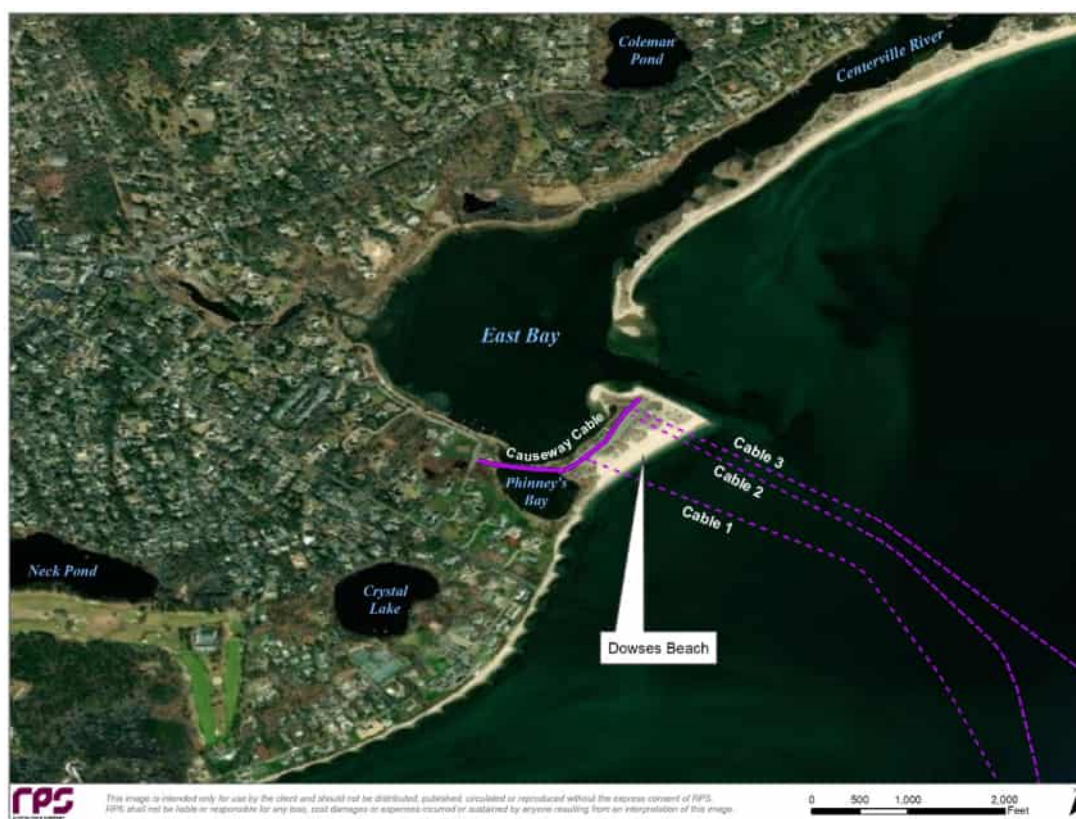 Coleman
Pond
Centerville River
East Bay
Causeway Cable
Cable 3
Cable 2
Phinney's
Bay
Cable 1
Neck Pond
Crystal
Lake
Dowses Beach
RPS
This image is intended only for use by the client and should not be distributed, published, circulated or reproduced without the express consent of RPS.
RPS shall not be liable or responsible for any loss, cost damages or expenses incurred or sustained by anyone resulting from an interpretation of this image.
0 500 1,000 2,000
Feet